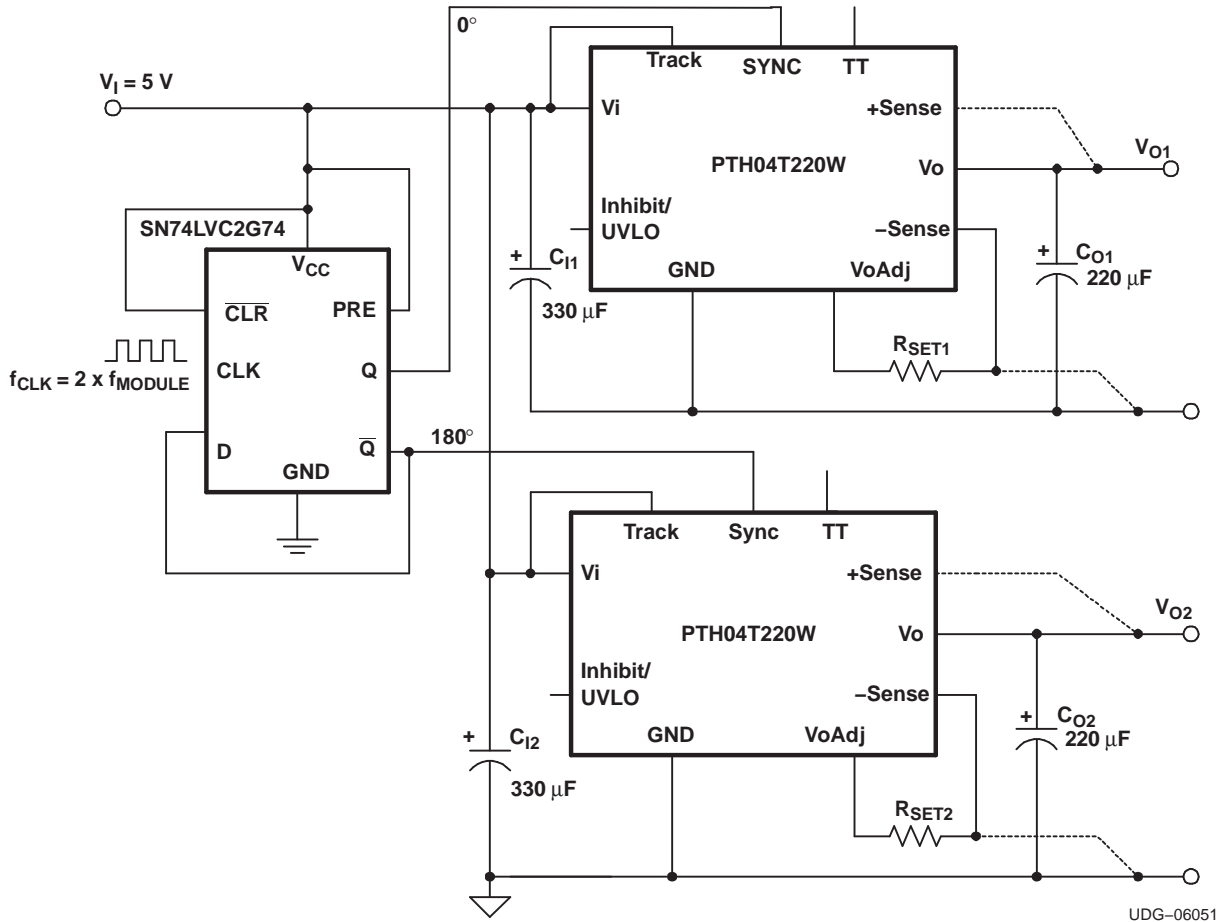 0°
Track
SYNC
TT
V_I = 5 V
Vi
+Sense
PTH04T220W
Vo
V_O1
Inhibit/
UVLO
−Sense
SN74LVC2G74
V_CC
GND
VoAdj
+
C_I1
330 μF
+
C_O1
220 μF
C̅L̅R̅
PRE
R_SET1
CLK
Q
f_CLK = 2 x f_MODULE
D
Q̅
180°
GND
Track
Sync
TT
Vi
+Sense
PTH04T220W
Vo
V_O2
Inhibit/
UVLO
−Sense
GND
VoAdj
+
C_I2
330 μF
+
C_O2
220 μF
R_SET2
UDG−06051